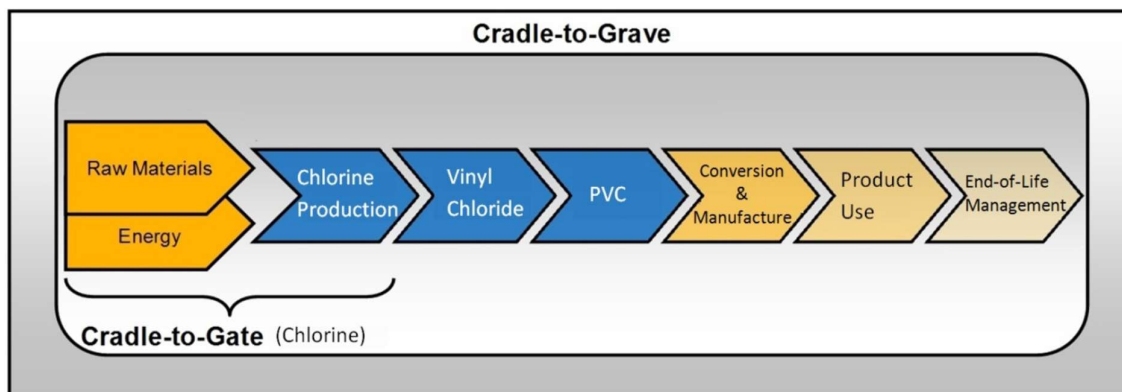 Cradle-to-Grave
Raw Materials
Energy
Chlorine
Production
Vinyl
Chloride
PVC
Conversion
&
Manufacture
Product
Use
End-of-Life
Management
Cradle-to-Gate (Chlorine)